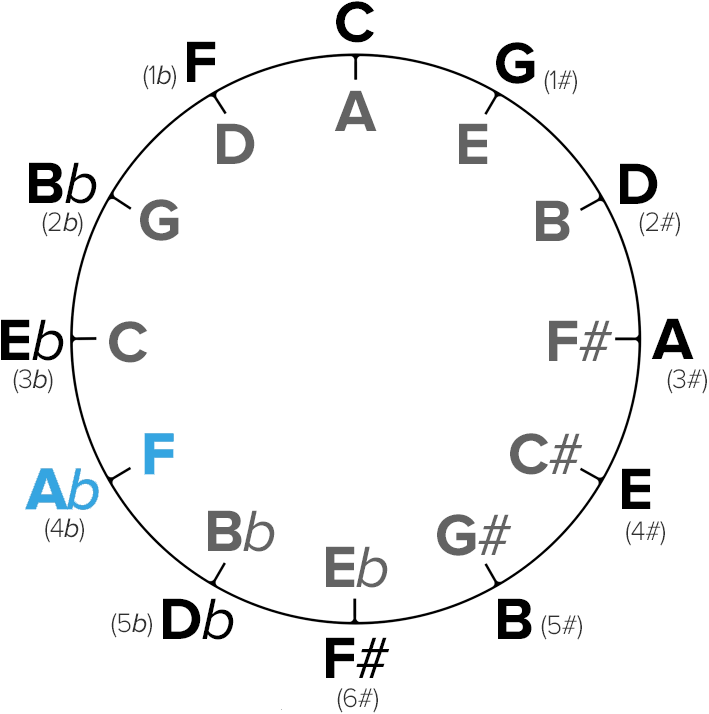 C
F
(1b)
G
(1#)
A
D
E
Bb
(2b)
D
(2#)
G
B
Eb
(3b)
C
F#
A
(3#)
F
C#
Ab
(4b)
E
(4#)
Bb
G#
Eb
(5b) Db
B (5#)
F#
(6#)